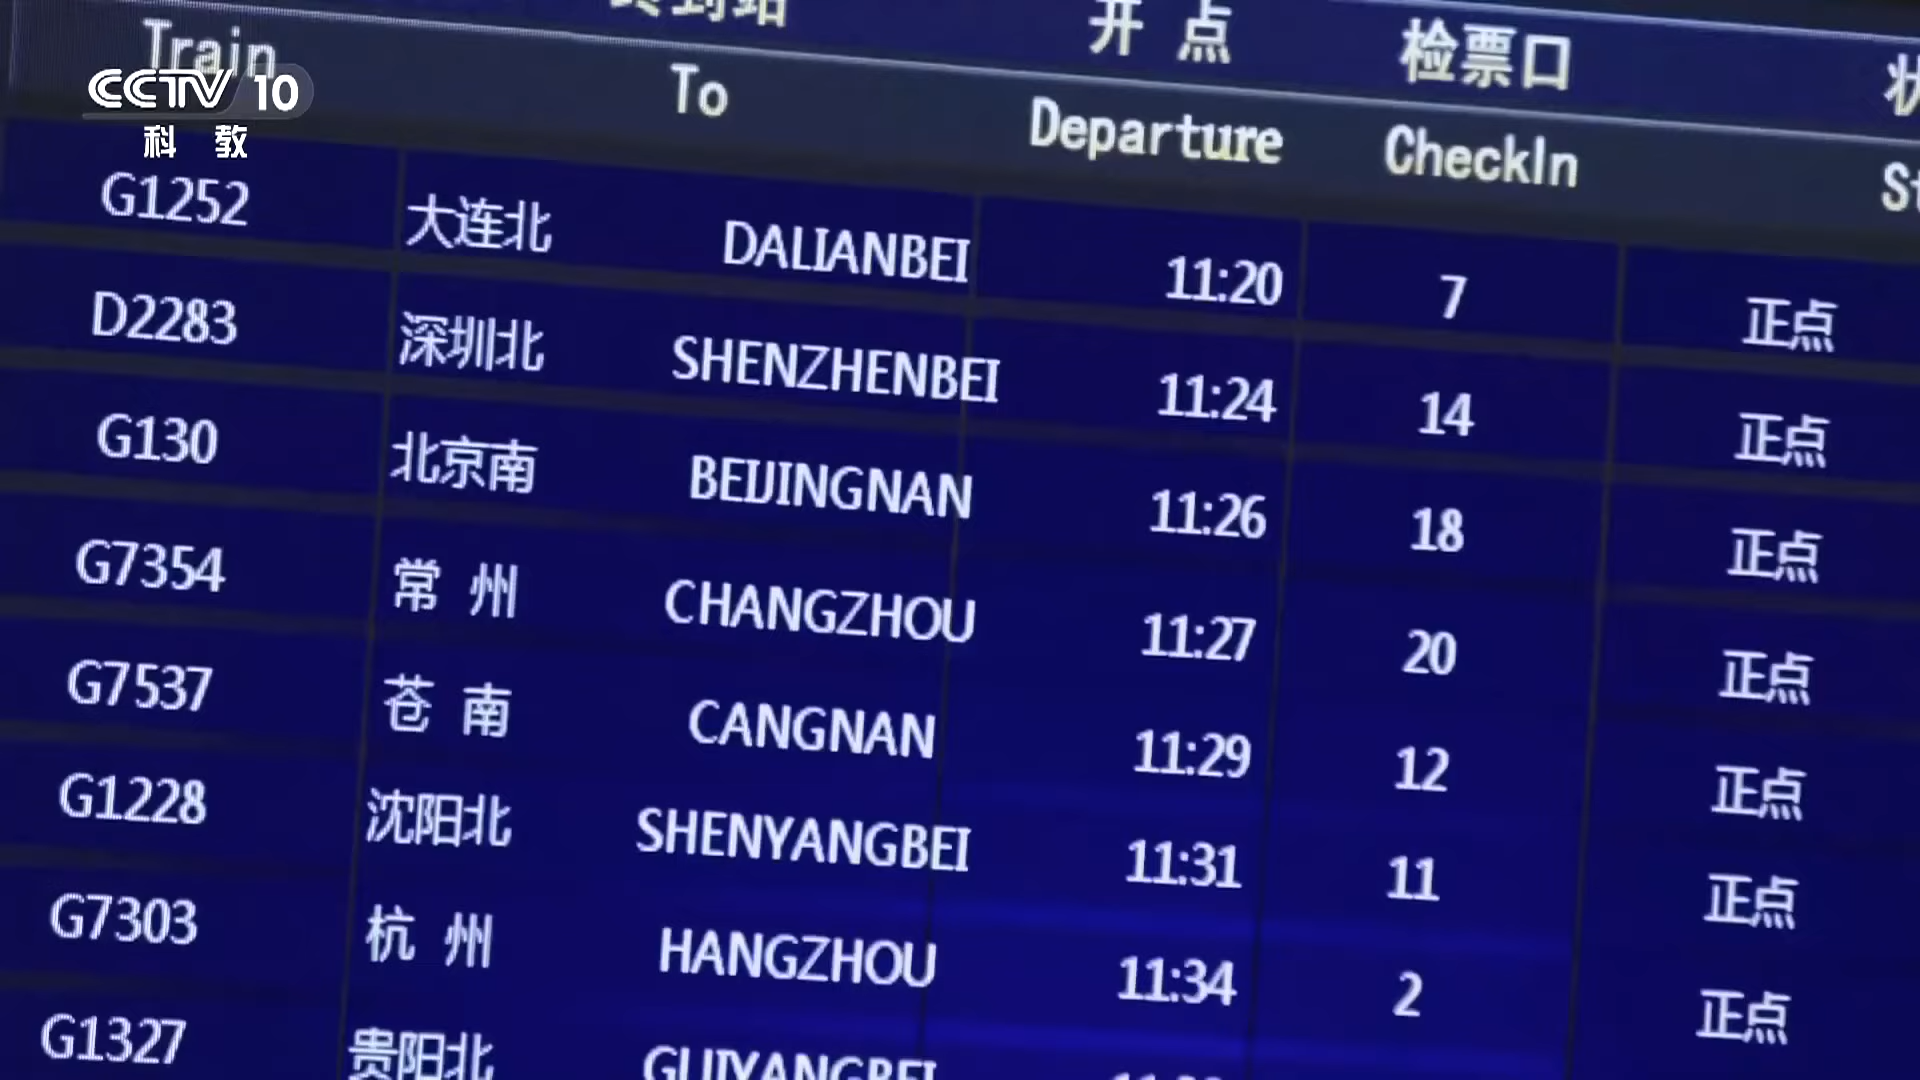 终到站 开点 检票口
Train To Departure CheckIn
CCTV 10
科教
G1252 大连北 DALIANBEI 11:20 7 正点
D2283 深圳北 SHENZHENBEI 11:24 14 正点
G130 北京南 BEIJINGNAN 11:26 18 正点
G7354 常州 CHANGZHOU 11:27 20 正点
G7537 苍南 CANGNAN 11:29 12 正点
G1228 沈阳北 SHENYANGBEI 11:31 11 正点
G7303 杭州 HANGZHOU 11:34 2 正点
G1327 贵阳北 GUIYANGBEI